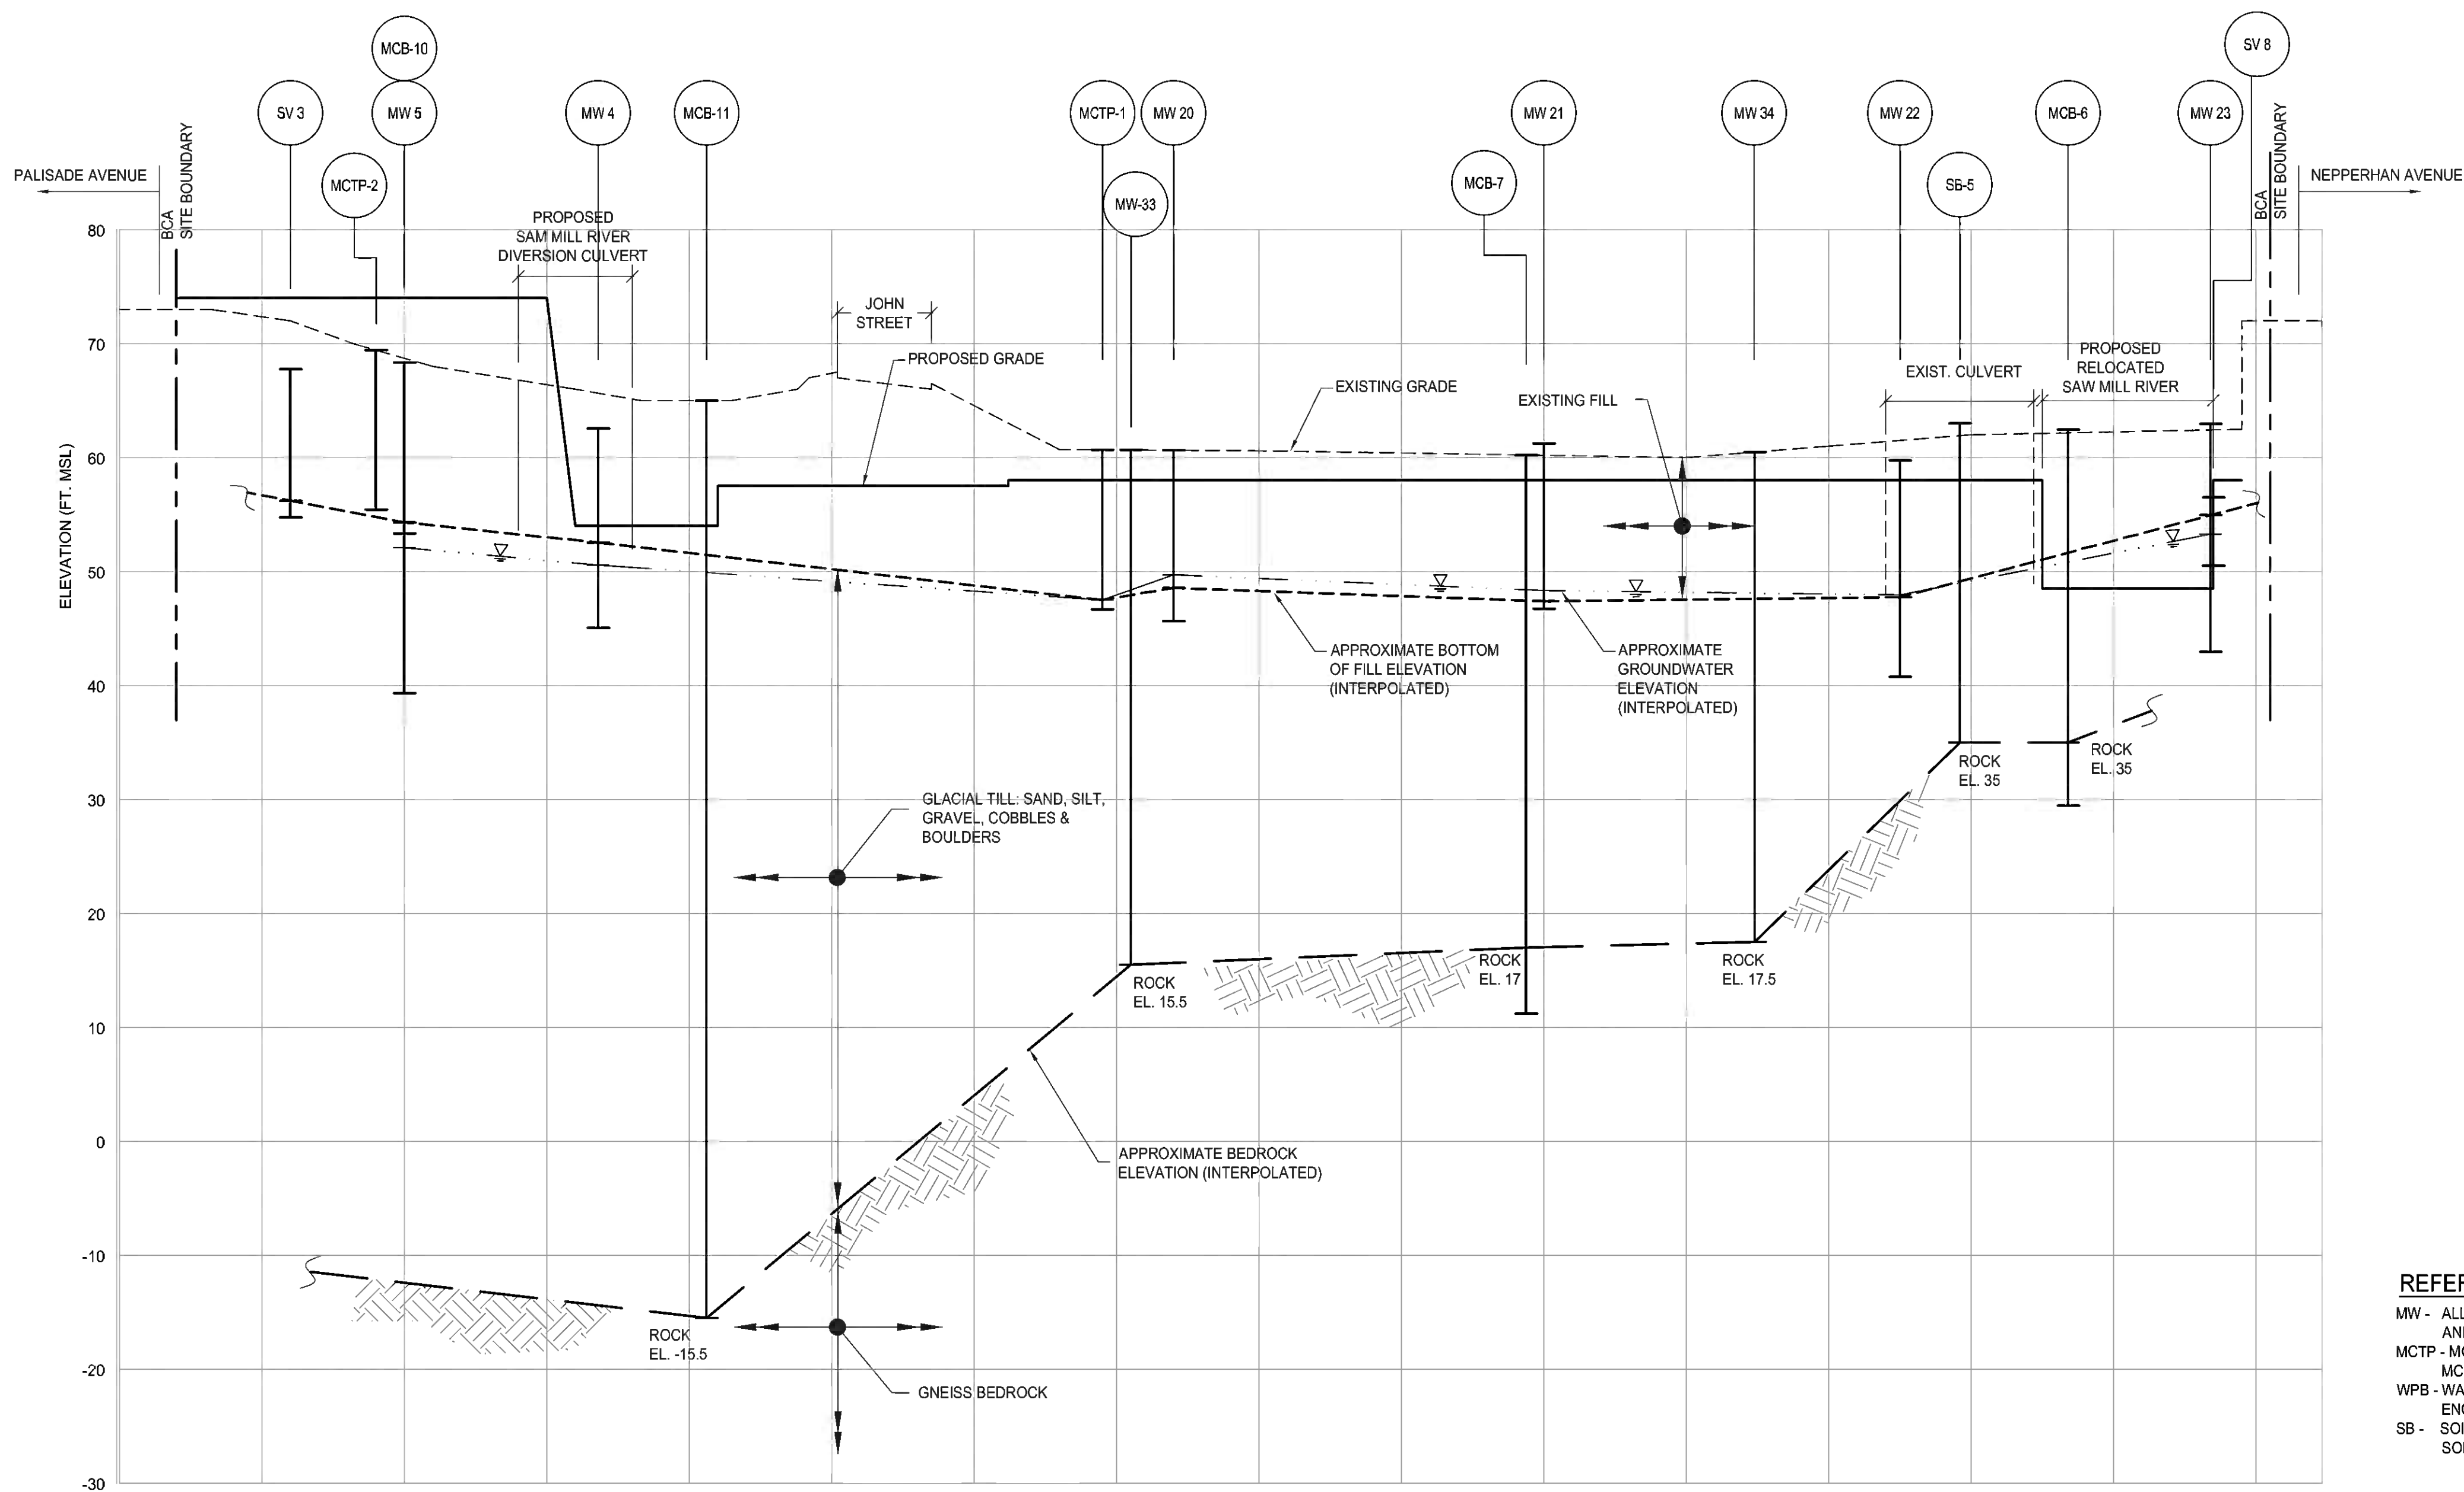 MCB-10
SV 8
SV 3
MW 5
MW 4
MCB-11
MCTP-1
MW 20
MW 21
MW 34
MW 22
MCB-6
MW 23
MCTP-2
MW-33
MCB-7
SB-5
PALISADE AVENUE
BCA
SITE BOUNDARY
BCA
SITE BOUNDARY
NEPPERHAN AVENUE
PROPOSED
SAM MILL RIVER
DIVERSION CULVERT
JOHN
STREET
PROPOSED GRADE
EXISTING GRADE
EXISTING FILL
EXIST. CULVERT
PROPOSED
RELOCATED
SAW MILL RIVER
ELEVATION (FT. MSL)
80
70
60
50
40
30
20
10
0
-10
-20
-30
APPROXIMATE BOTTOM
OF FILL ELEVATION
(INTERPOLATED)
APPROXIMATE
GROUNDWATER
ELEVATION
(INTERPOLATED)
ROCK
EL. 35
ROCK
EL. 35
GLACIAL TILL: SAND, SILT,
GRAVEL, COBBLES &
BOULDERS
ROCK
EL. 15.5
ROCK
EL. 17
ROCK
EL. 17.5
APPROXIMATE BEDROCK
ELEVATION (INTERPOLATED)
ROCK
EL. -15.5
GNEISS BEDROCK
MW -
MCTP -
WPB -
SB -